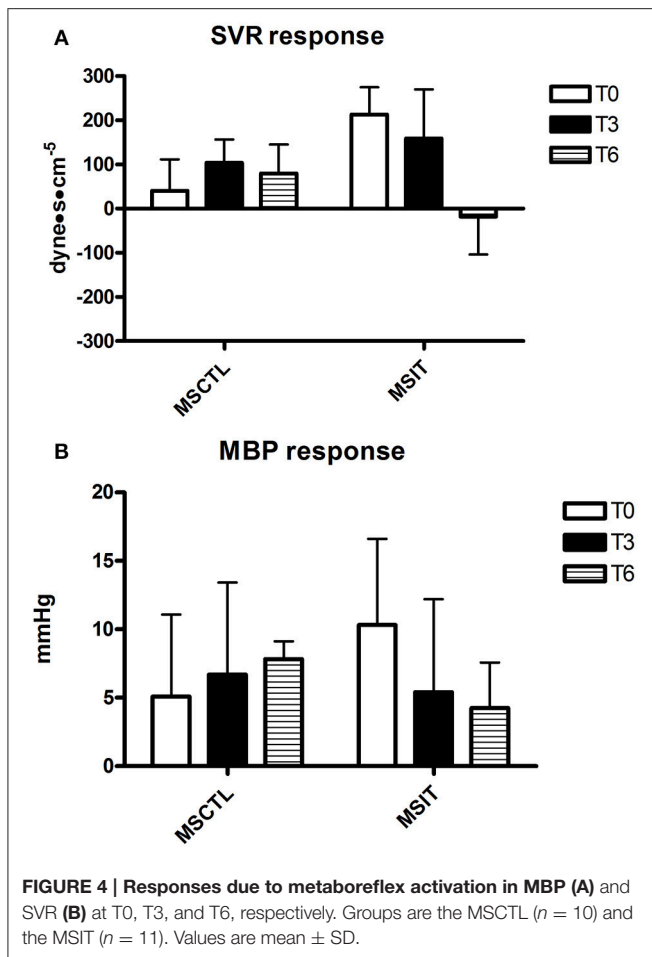 A
SVR response
300
200
100
0
-100
-200
-300
dyne●s●cm-5
T0
T3
T6
MSCTL
MSIT
B
MBP response
20
15
10
5
0
mmHg
T0
T3
T6
MSCTL
MSIT
FIGURE 4 | Responses due to metaboreflex activation in MBP (A) and
SVR (B) at T0, T3, and T6, respectively. Groups are the MSCTL (n = 10) and
the MSIT (n = 11). Values are mean ± SD.